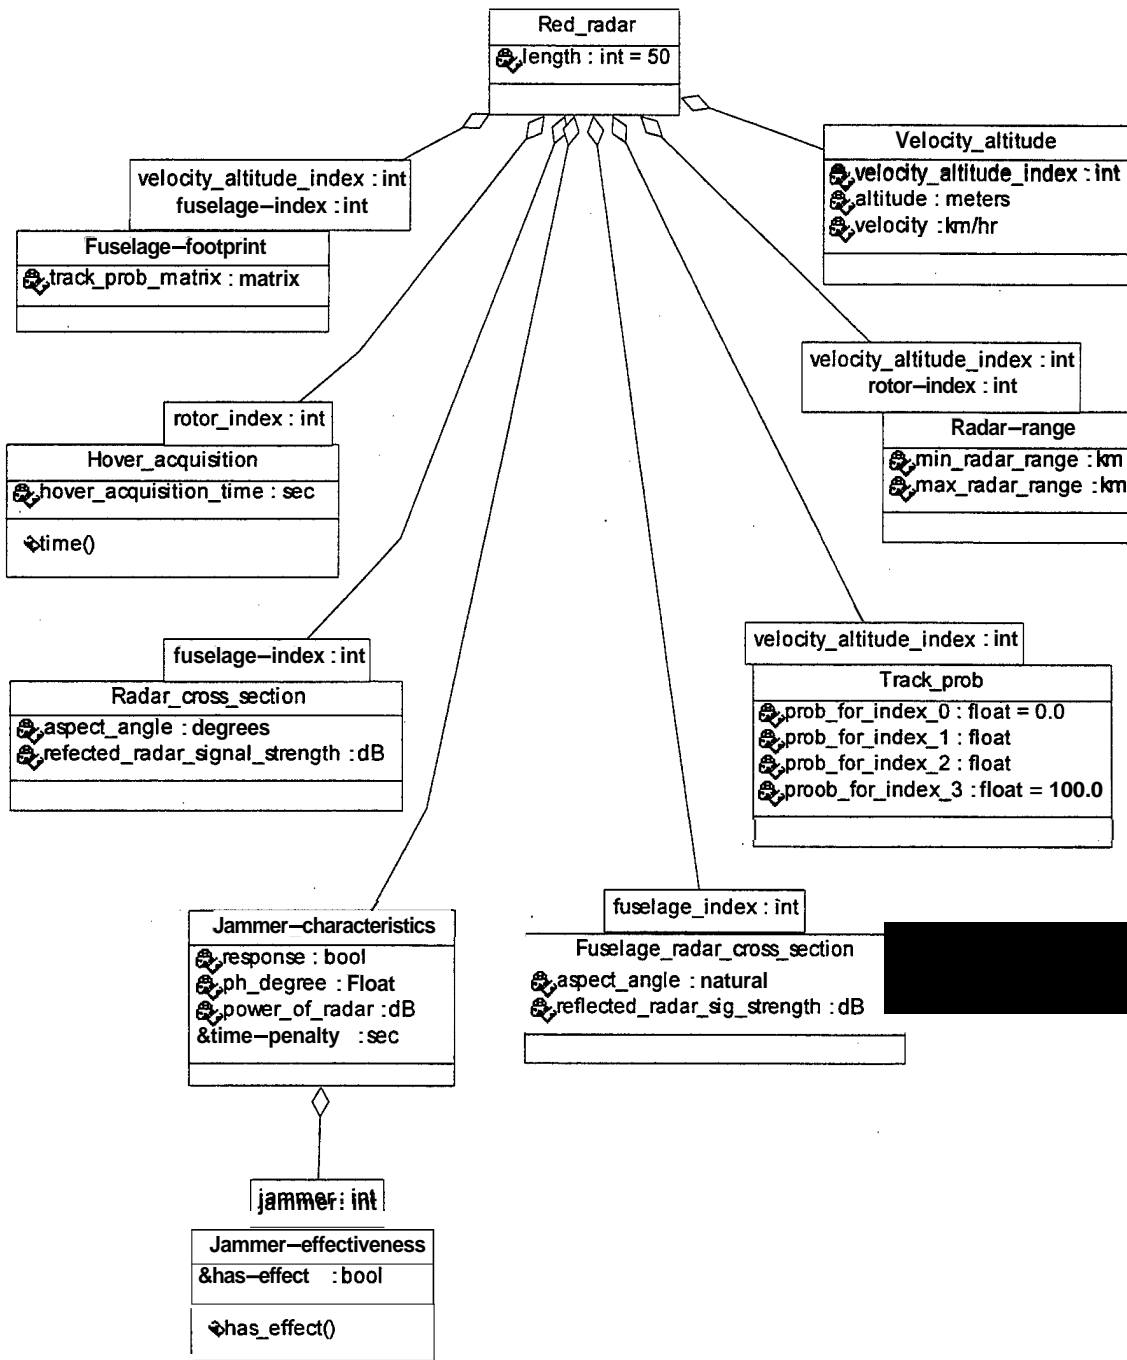 Red_radar
length : int = 50
velocity_altitude_index : int
fuselage–index : int
Fuselage–footprint
track_prob_matrix : matrix
Velocity_altitude
velocity_altitude_index : int
altitude : meters
velocity : km/hr
rotor_index : int
Hover_acquisition
hover_acquisition_time : sec
time()
velocity_altitude_index : int
rotor–index : int
Radar–range
min_radar_range : km
max_radar_range : km
fuselage–index : int
Radar_cross_section
aspect_angle : degrees
refected_radar_signal_strength : dB
velocity_altitude_index : int
Track_prob
prob_for_index_0 : float = 0.0
prob_for_index_1 : float
prob_for_index_2 : float
proob_for_index_3 : float = 100.0
Jammer–characteristics
response : bool
ph_degree : Float
power_of_radar : dB
&time–penalty : sec
fuselage_index : int
Fuselage_radar_cross_section
aspect_angle : natural
reflected_radar_sig_strength : dB
jammer : int
Jammer–effectiveness
&has–effect : bool
has_effect()